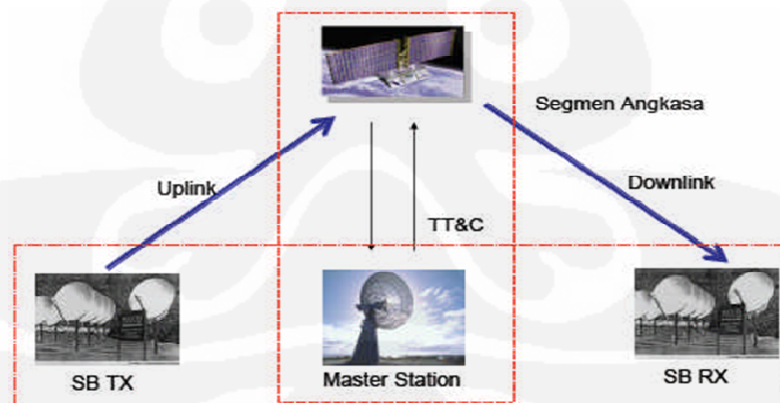 Segmen Angkasa
Uplink
Downlink
TT&C
SB TX
Master Station
SB RX